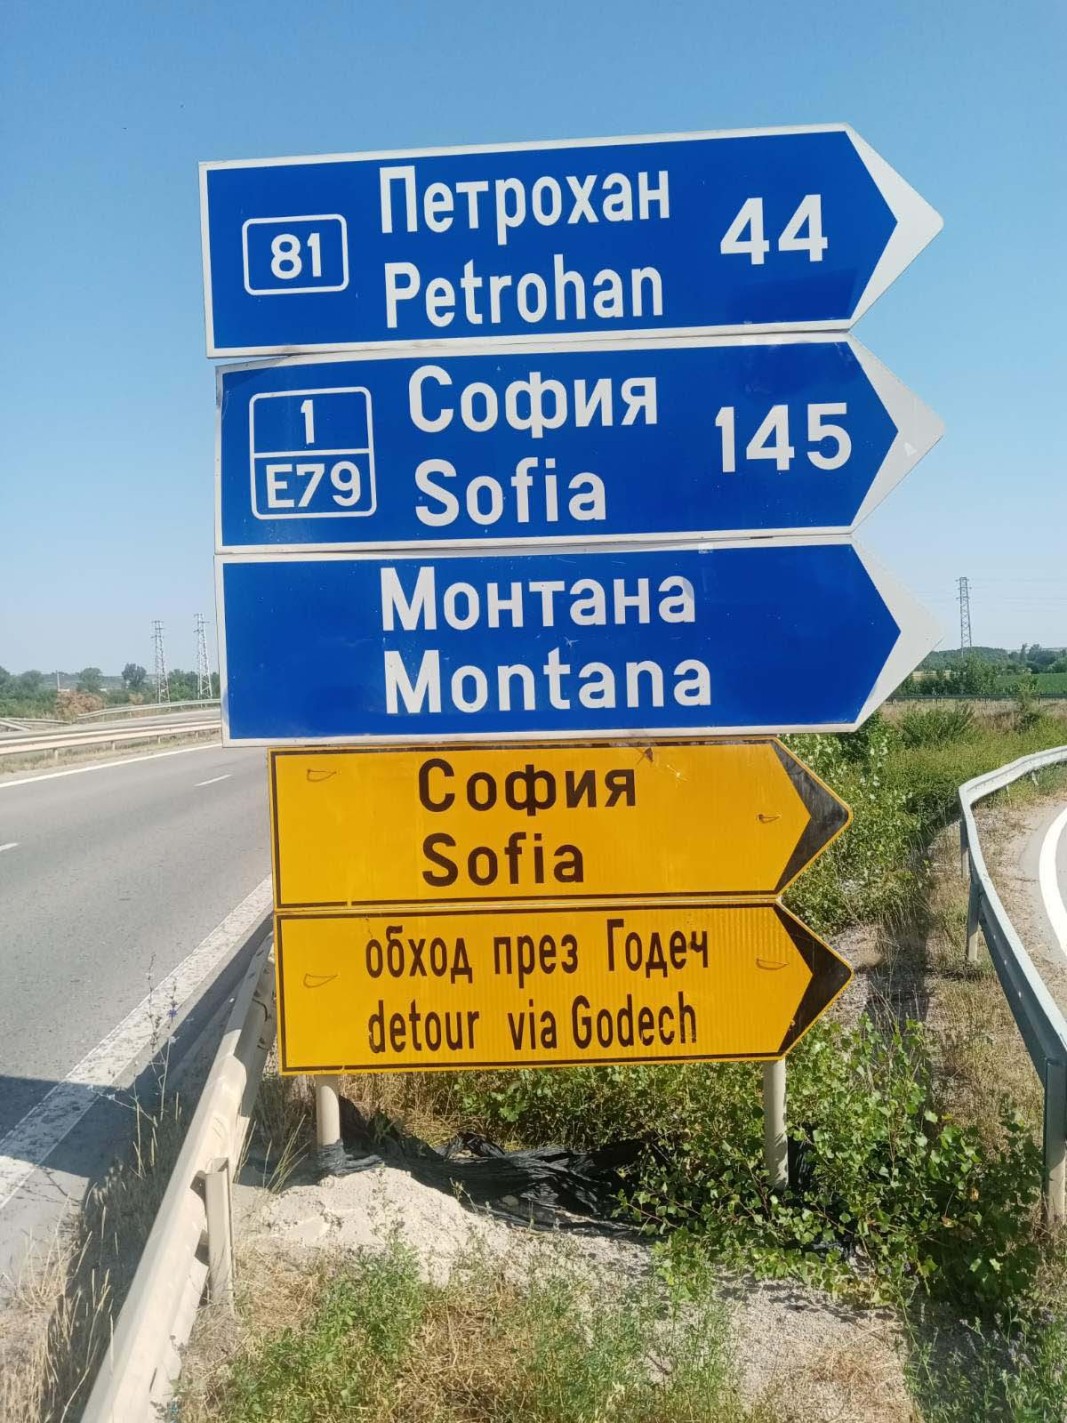 81 Петрохан 44
Petrohan
1 София 145
E79 Sofia
Монтана
Montana
София
Sofia
обход през Годеч
detour via Godech